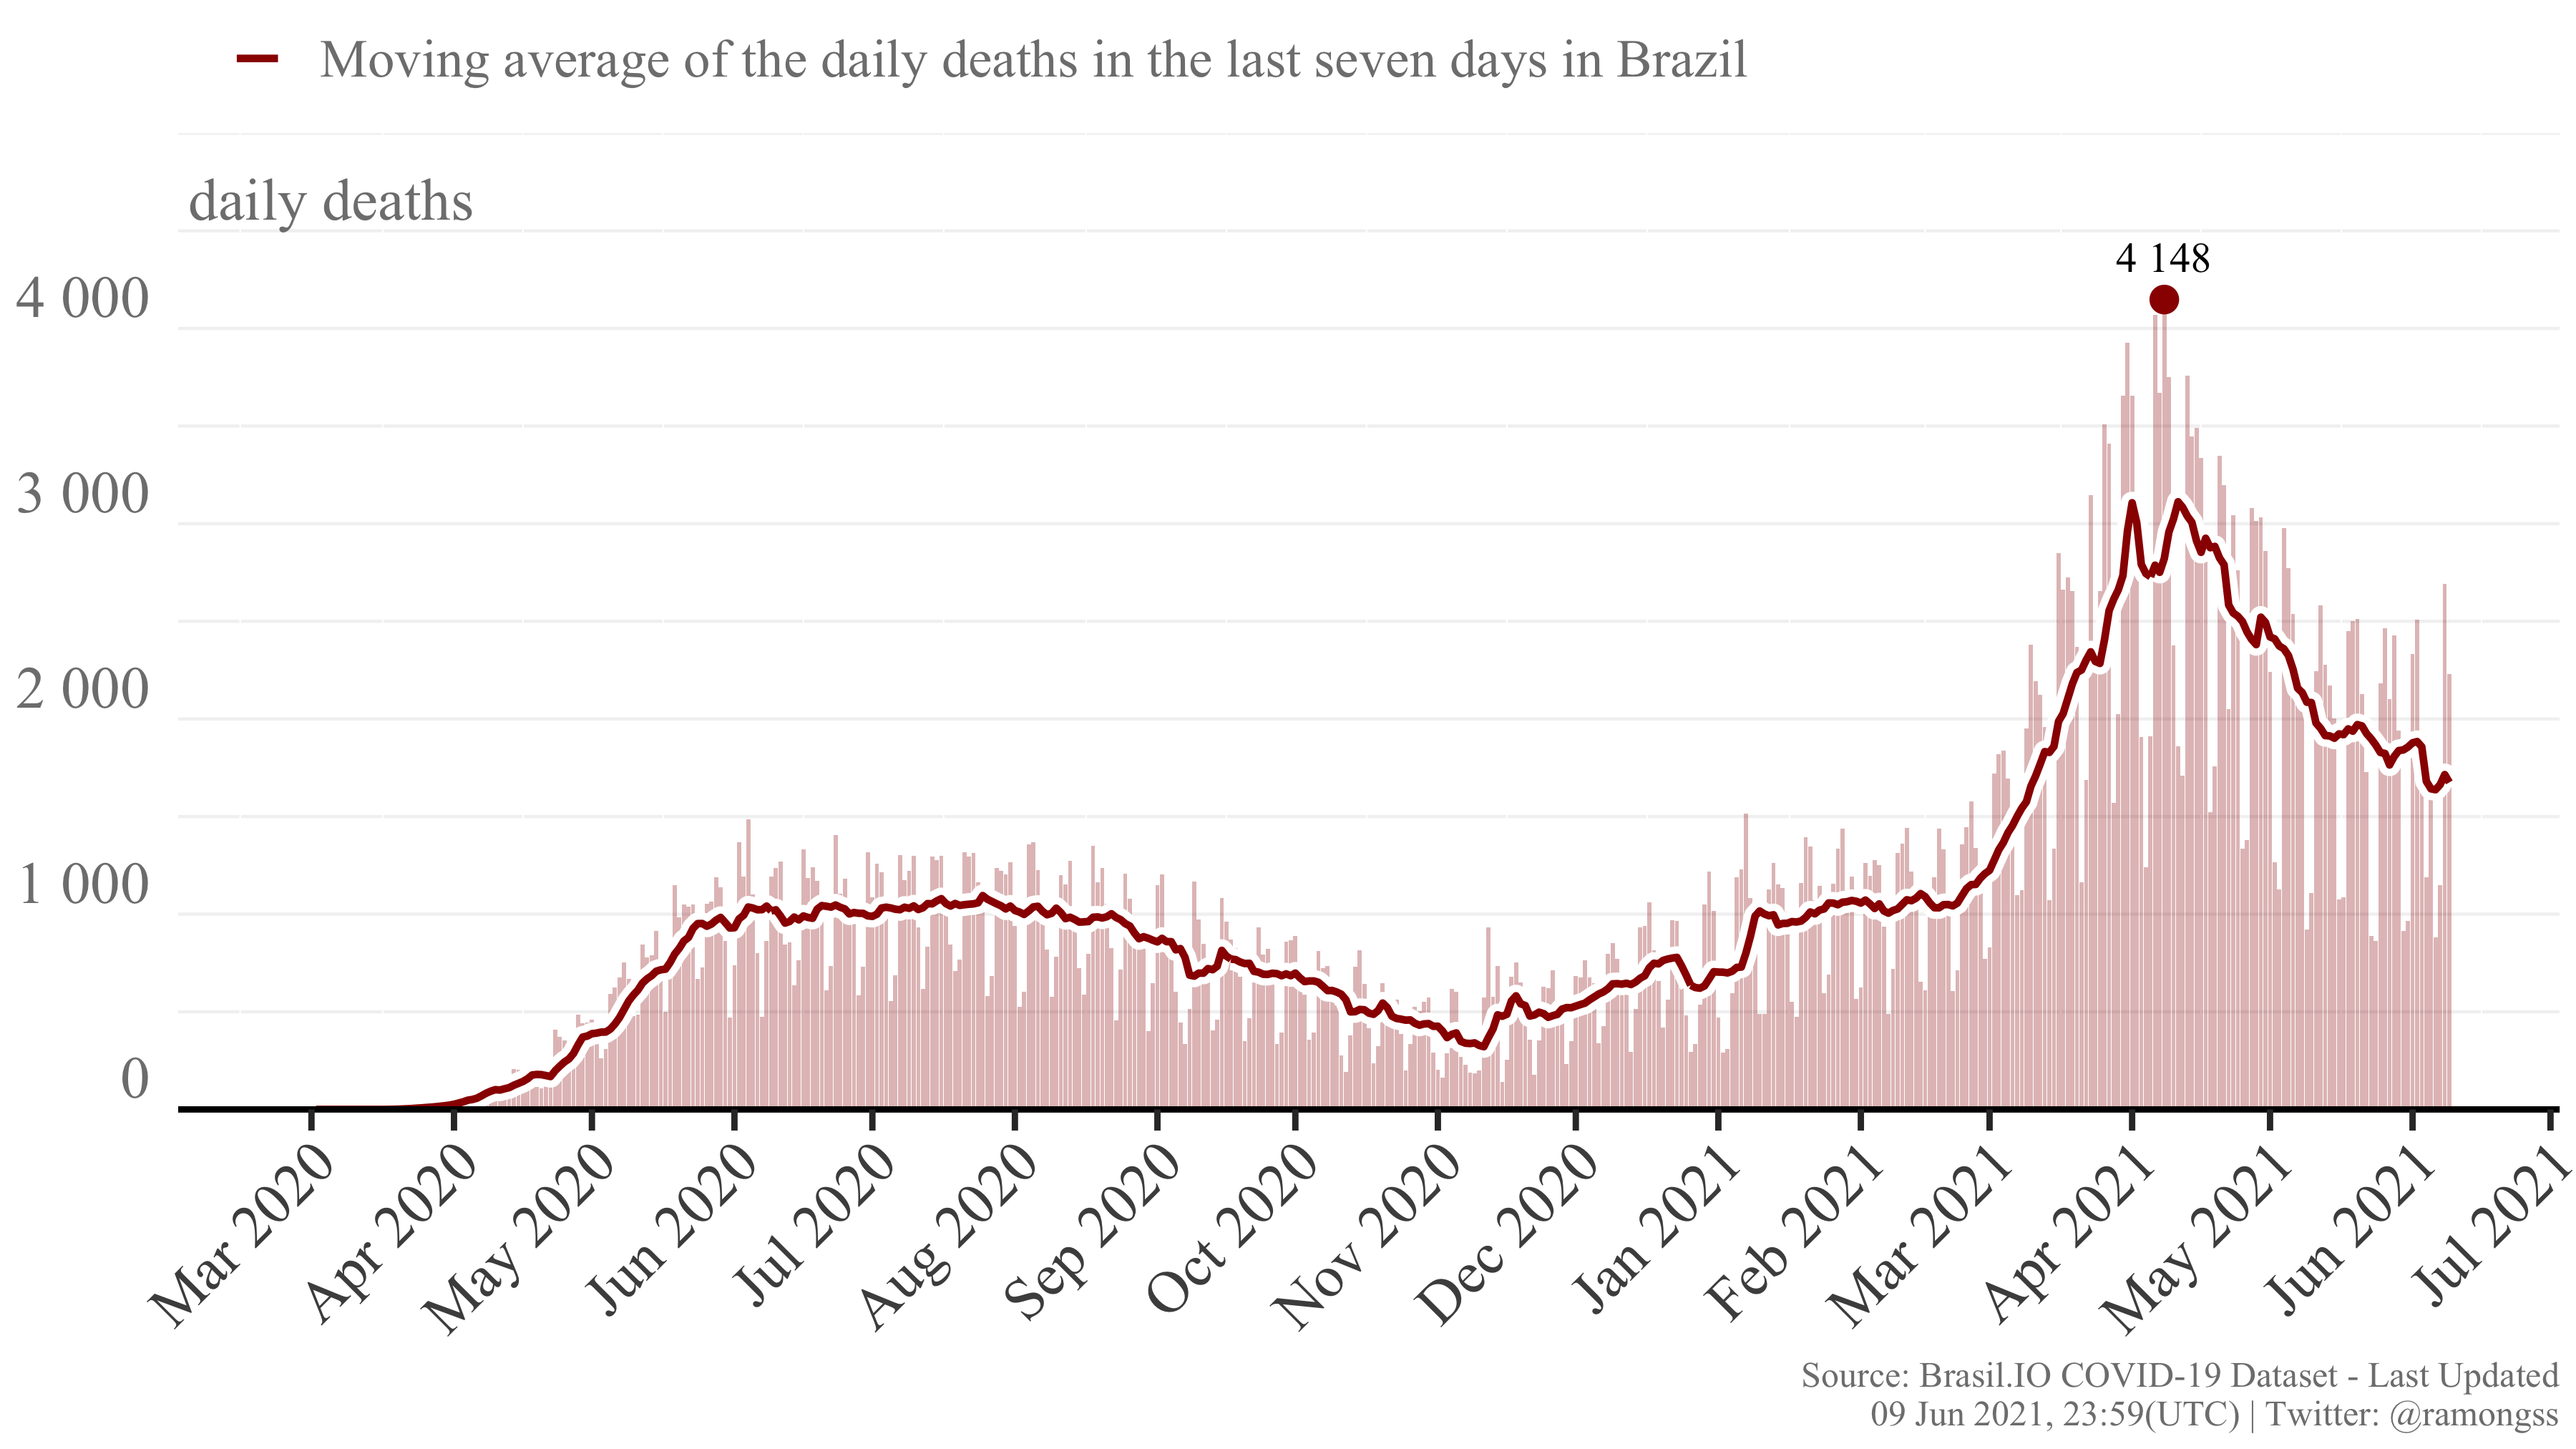 Moving average of the daily deaths in the last seven days in Brazil
daily deaths
4 148
4 000
3 000
2 000
1 000
0
Mar 2020
Apr 2020
May 2020
Jun 2020
Jul 2020
Aug 2020
Sep 2020
Oct 2020
Nov 2020
Dec 2020
Jan 2021
Feb 2021
Mar 2021
Apr 2021
May 2021
Jun 2021
Jul 2021
Source: Brasil.IO COVID-19 Dataset - Last Updated
09 Jun 2021, 23:59(UTC) | Twitter: @ramongss